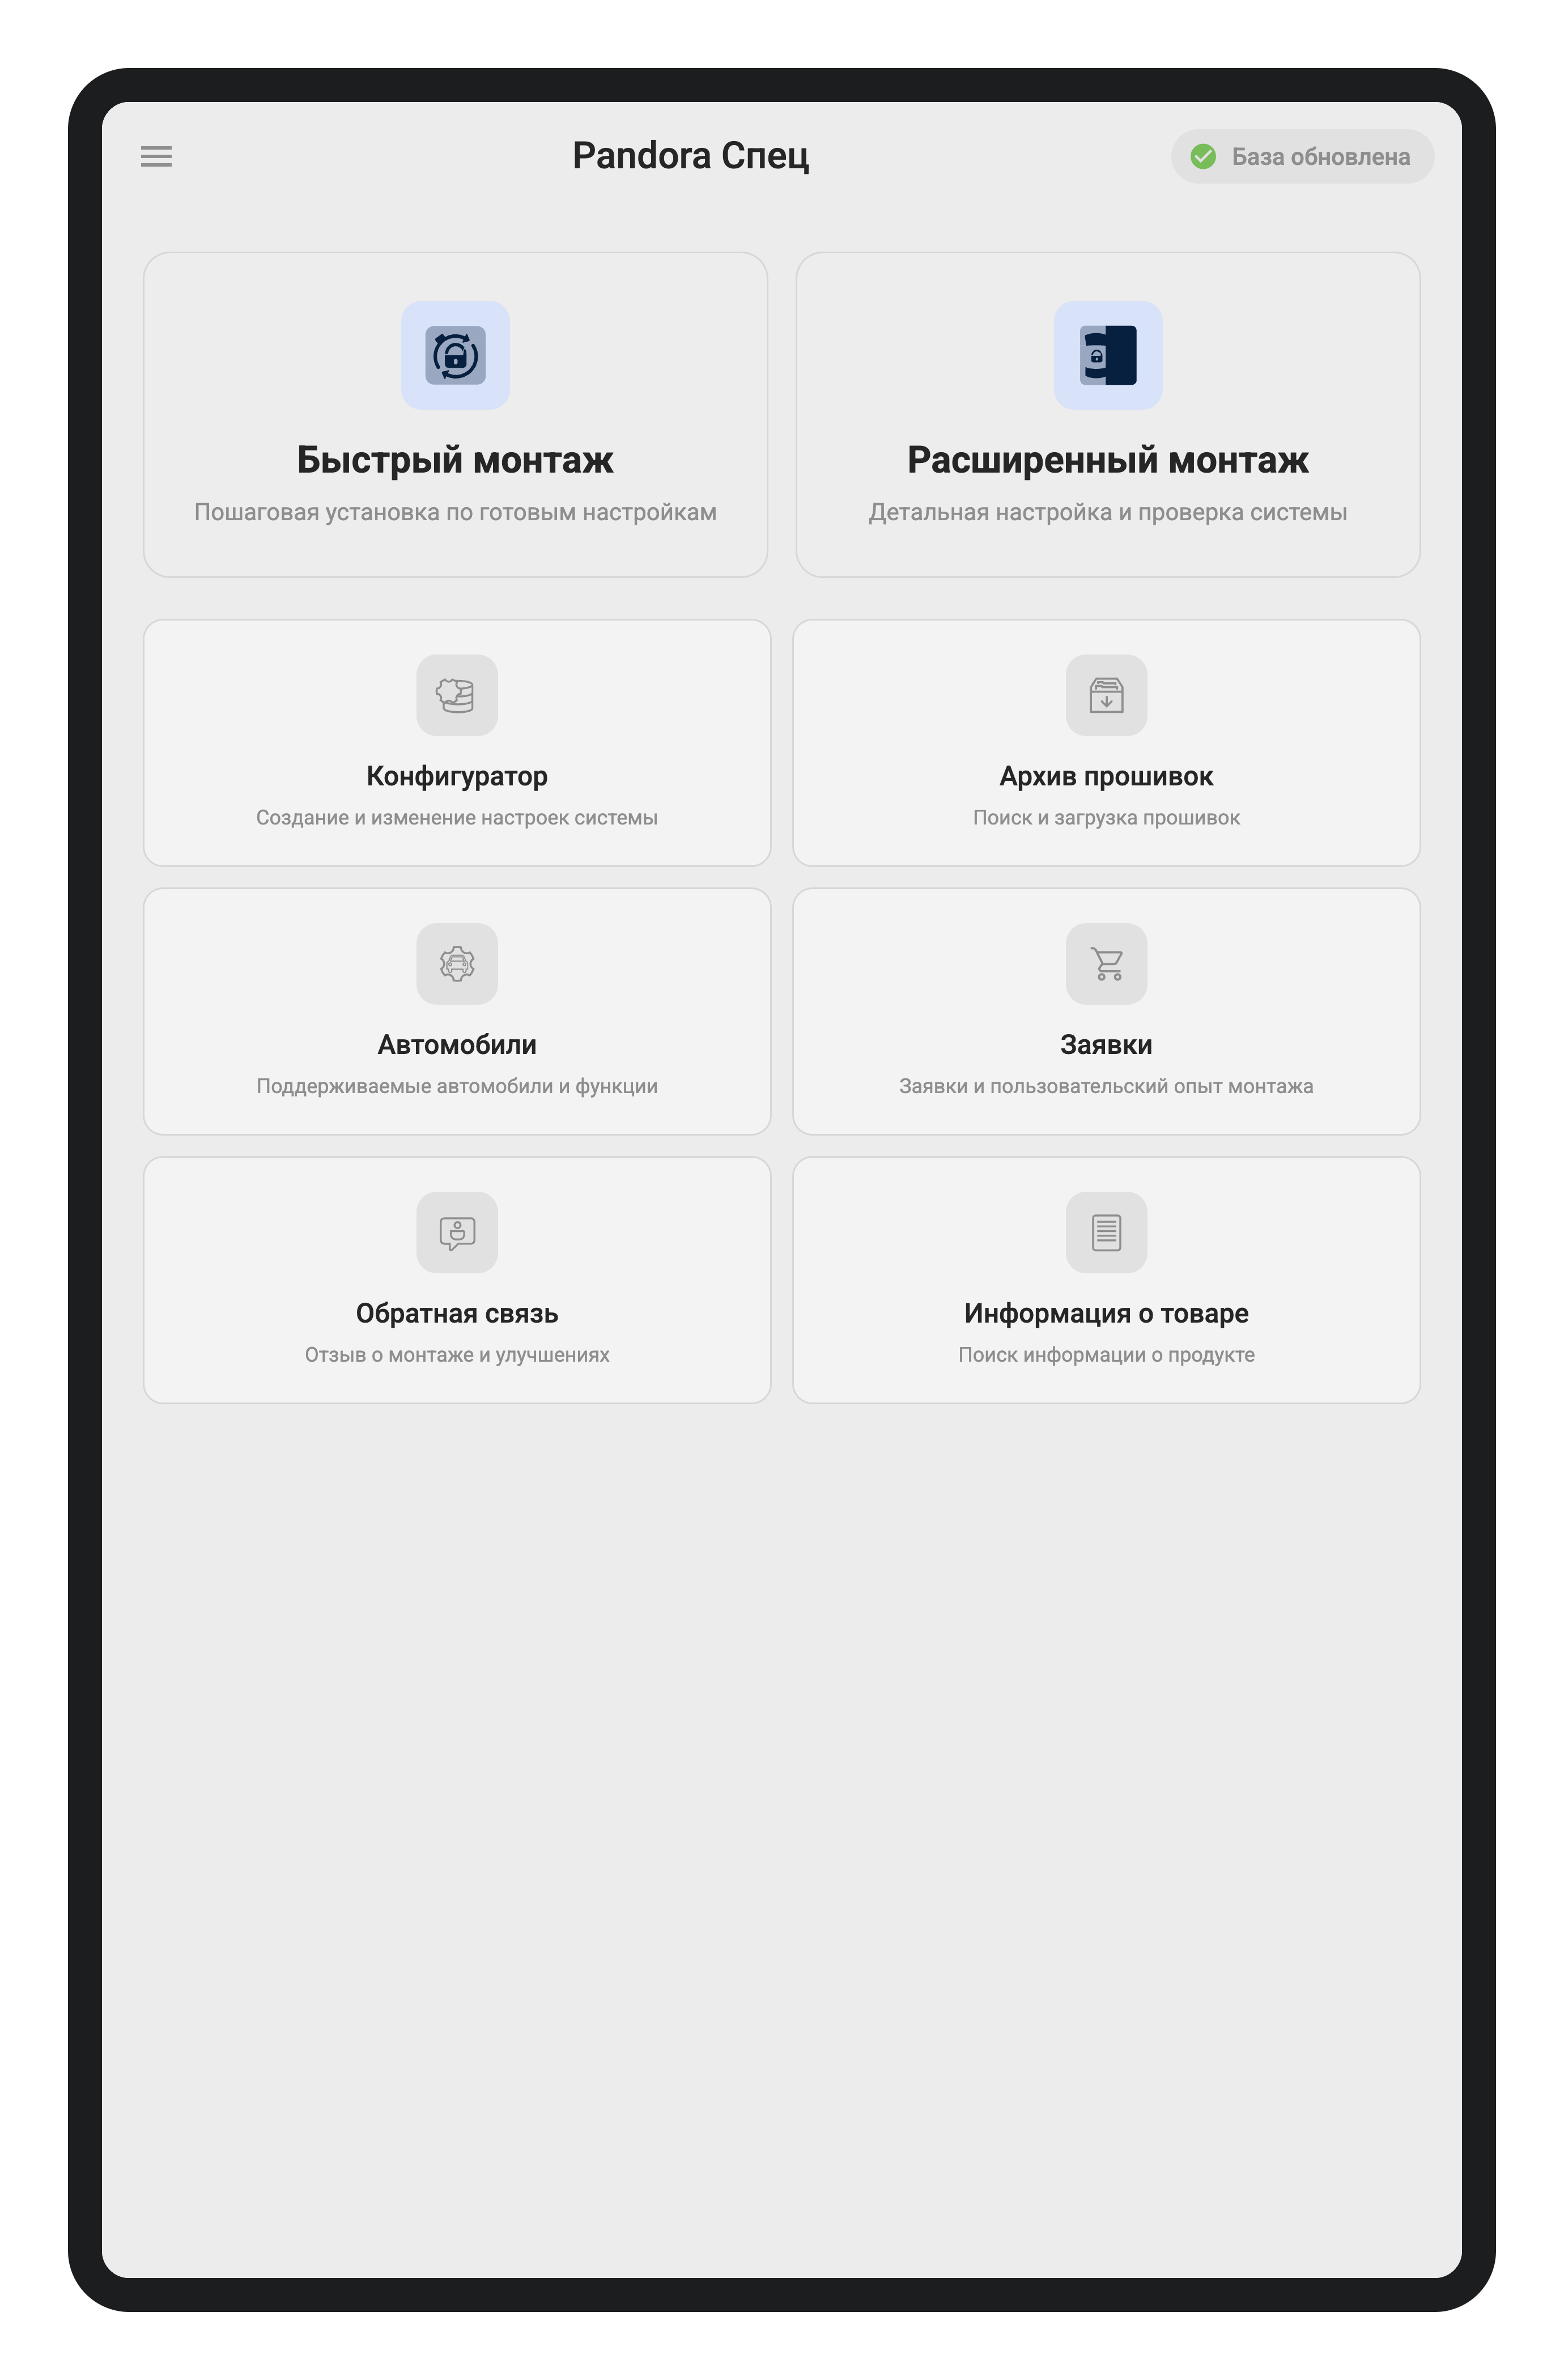 Pandora Спец
База обновлена
Быстрый монтаж
Пошаговая установка по готовым настройкам
Расширенный монтаж
Детальная настройка и проверка системы
Конфигуратор
Создание и изменение настроек системы
Архив прошивок
Поиск и загрузка прошивок
Автомобили
Поддерживаемые автомобили и функции
Заявки
Заявки и пользовательский опыт монтажа
Обратная связь
Отзыв о монтаже и улучшениях
Информация о товаре
Поиск информации о продукте